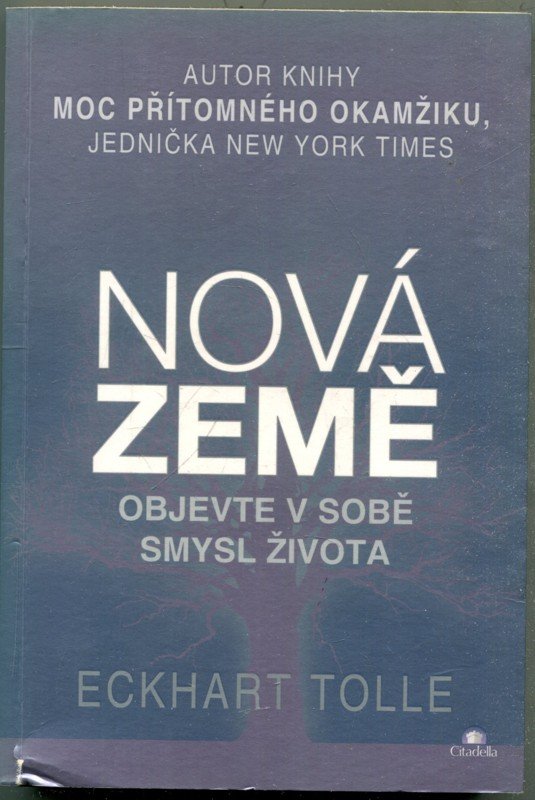 AUTOR KNIHY
MOC PŘÍTOMNÉHO OKAMŽIKU,
JEDNIČKA NEW YORK TIMES
NOVÁ
ZEMĚ
OBJEVTE V SOBĚ
SMYSL ŽIVOTA
ECKHART TOLLE
Citadella